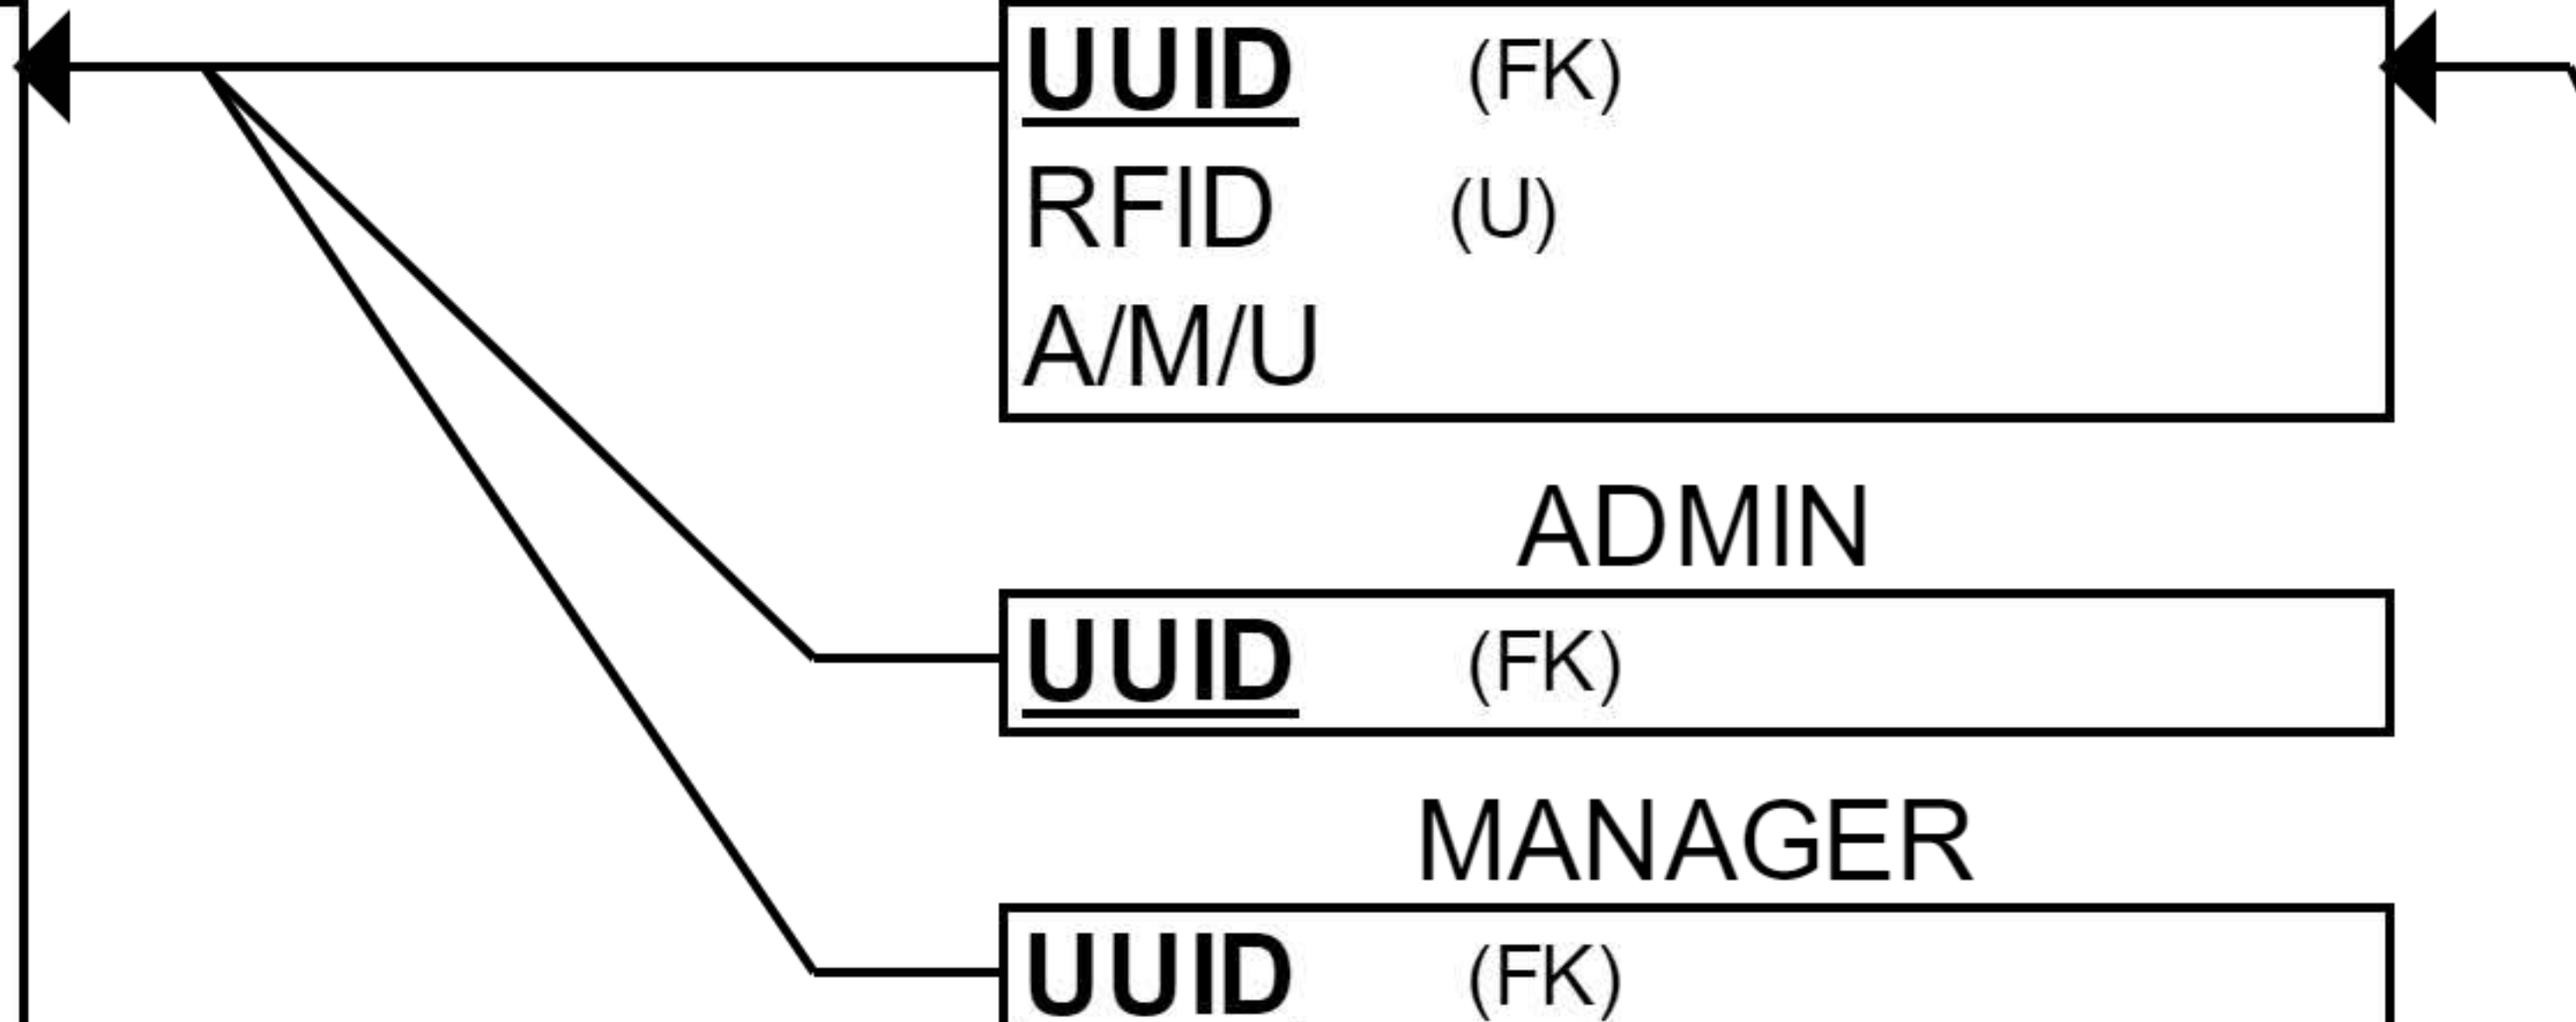 UUID (FK)
RFID (U)
A/M/U
ADMIN
UUID (FK)
MANAGER
UUID (FK)